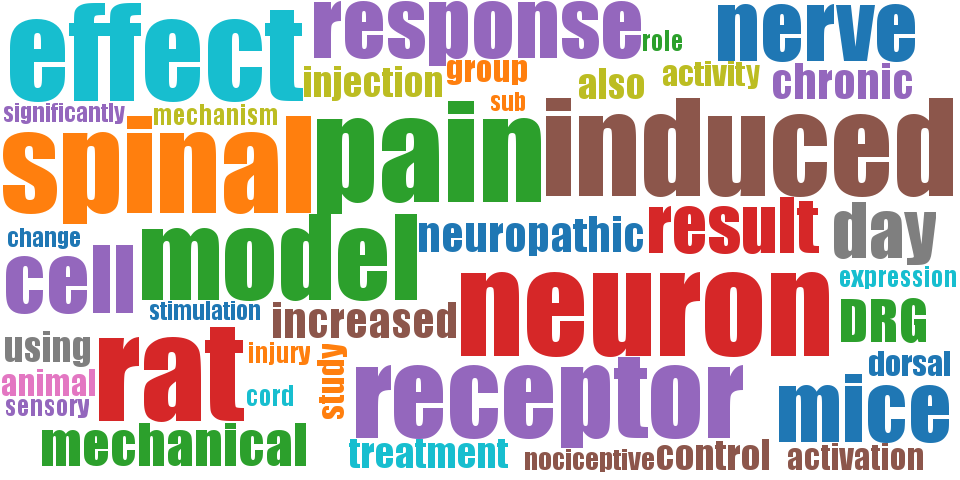 effect
response
role
nerve
injection
group
also
activity
chronic
significantly
mechanism
sub
spinal
pain
induced
change
cell
model
neuropathic
result
day
stimulation
increased
neuron
expression
DRG
using
rat
injury
study
receptor
dorsal
animal
sensory
cord
mice
mechanical
treatment
nociceptive
control
activation